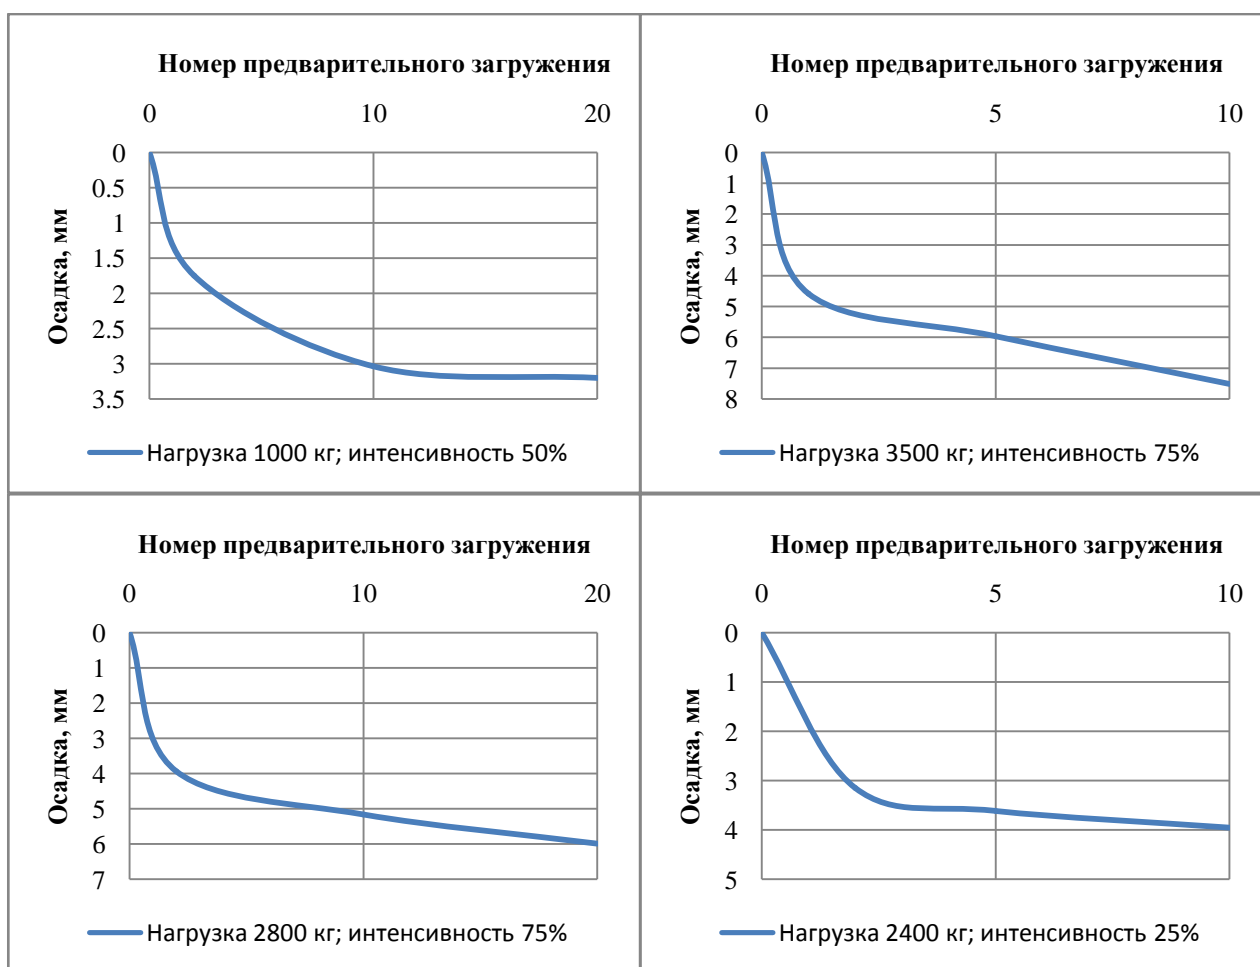 Номер предварительного загружения
0 10 20
0
0.5
1
1.5
2
2.5
3
3.5
Осадка, мм
Нагрузка 1000 кг; интенсивность 50%
Номер предварительного загружения
0 5 10
0
1
2
3
4
5
6
7
8
Осадка, мм
Нагрузка 3500 кг; интенсивность 75%
Номер предварительного загружения
0 10 20
0
1
2
3
4
5
6
7
Осадка, мм
Нагрузка 2800 кг; интенсивность 75%
Номер предварительного загружения
0 5 10
0
1
2
3
4
5
Осадка, мм
Нагрузка 2400 кг; интенсивность 25%